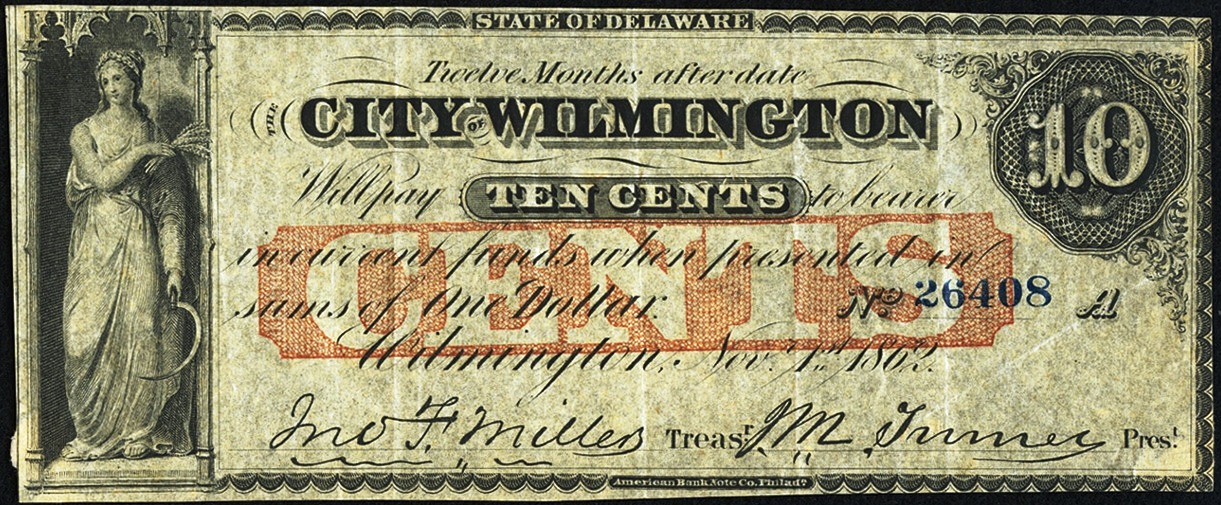 STATE OF DELAWARE
Twelve Months after date
THE CITY OF WILMINGTON
10
Will pay TEN CENTS to bearer
CENTS
in current funds when presented in
sums of One Dollar.
No 26408 A
Wilmington, Nov. 1st 1862.
Jno F. Miller Treasr. J. M. Turner Prest.
American Bank Note Co. Philada.